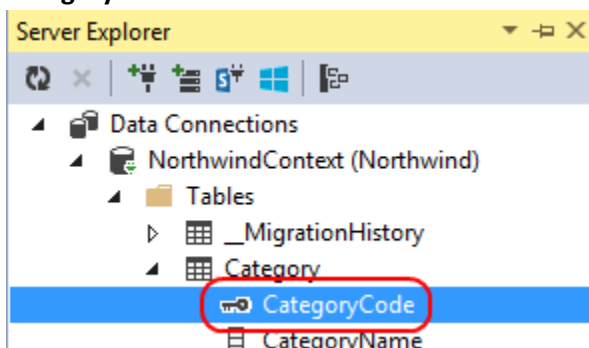 Server Explorer
Data Connections
NorthwindContext (Northwind)
Tables
__MigrationHistory
Category
CategoryCode
CategoryName